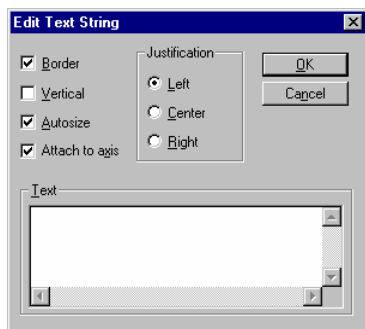 Edit Text String
Border
Vertical
Autosize
Attach to axis
Justification
Left
Center
Right
OK
Cancel
Text